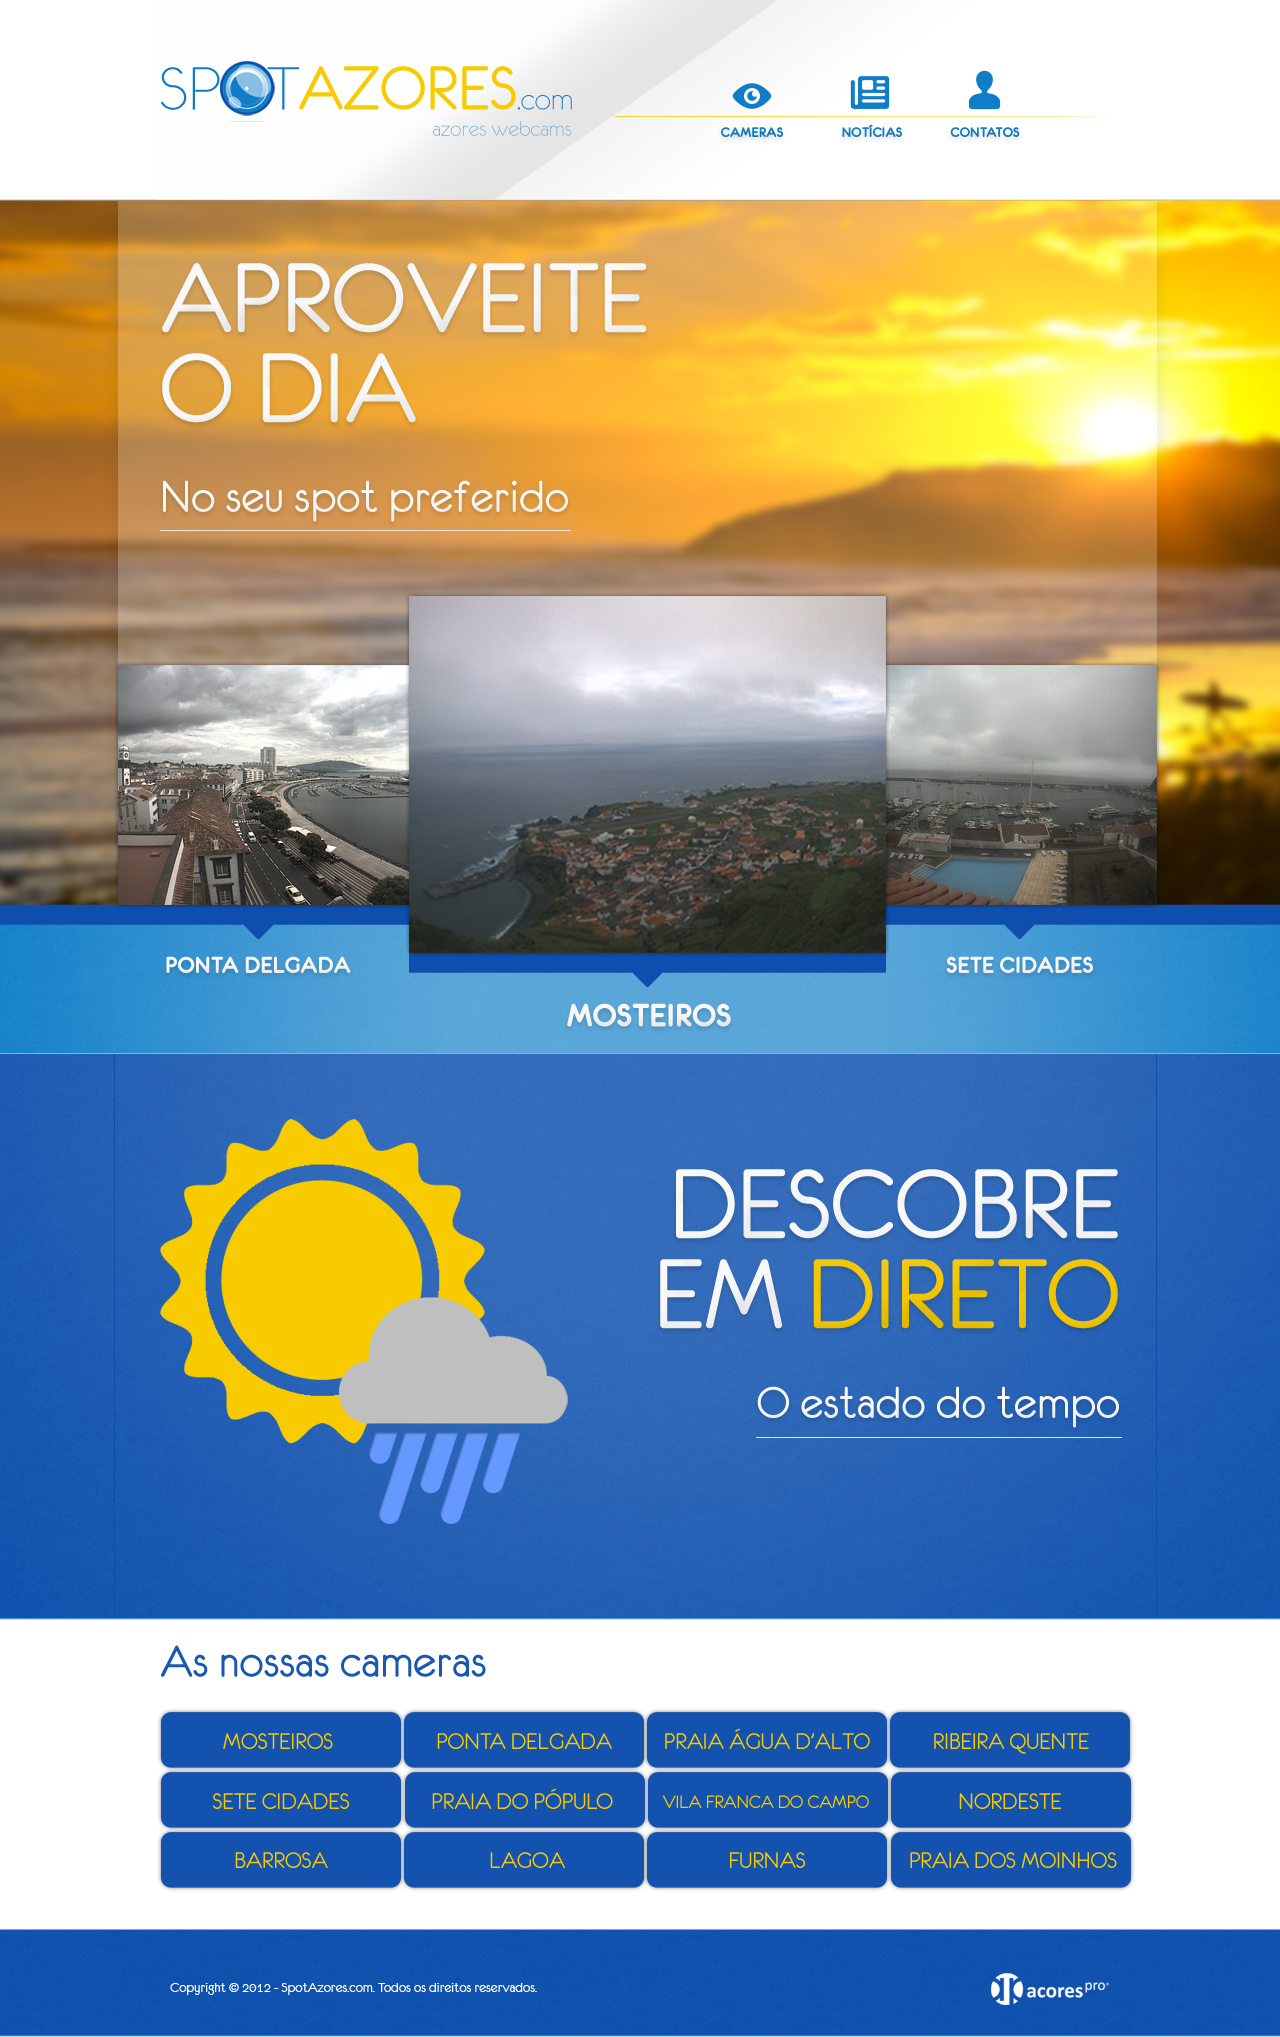 SPOTAZORES.com
azores webcams
CAMERAS
NOTÍCIAS
CONTATOS
APROVEITE
O DIA
No seu spot preferido
PONTA DELGADA
SETE CIDADES
MOSTEIROS
DESCOBRE
EM DIRETO
O estado do tempo
As nossas cameras
MOSTEIROS
PONTA DELGADA
PRAIA ÁGUA D'ALTO
RIBEIRA QUENTE
SETE CIDADES
PRAIA DO PÓPULO
VILA FRANCA DO CAMPO
NORDESTE
BARROSA
LAGOA
FURNAS
PRAIA DOS MOINHOS
Copyright © 2012 - SpotAzores.com. Todos os direitos reservados.
acores pro